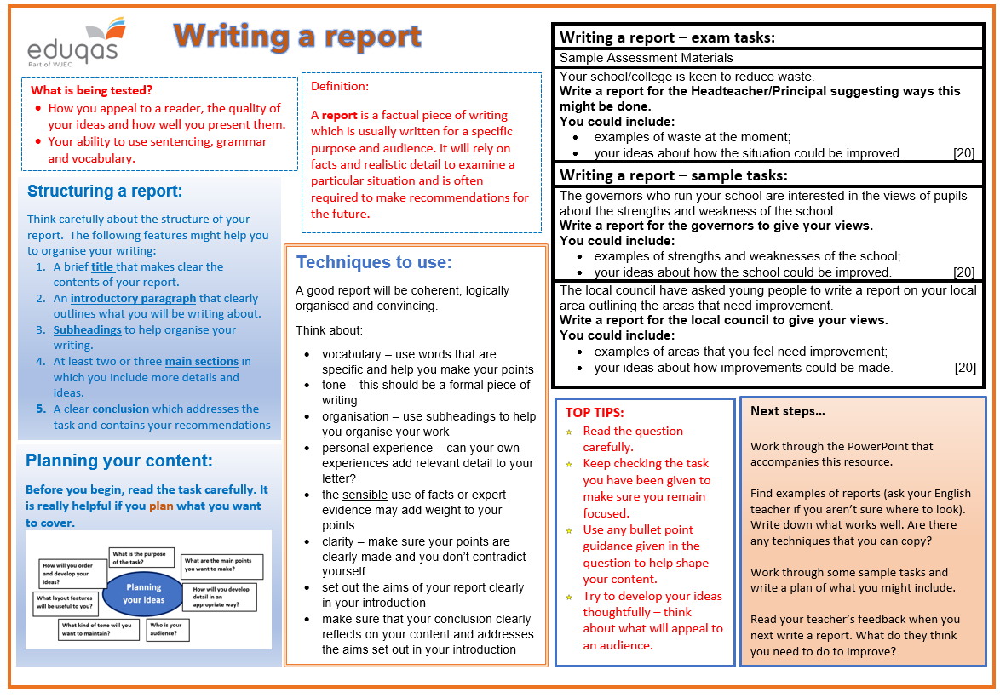 eduqas
Part of WJEC
Writing a report
What is being tested?
• How you appeal to a reader, the quality of
your ideas and how well you present them.
• Your ability to use sentencing, grammar
and vocabulary.
Definition:
A report is a factual piece of writing
which is usually written for a specific
purpose and audience. It will rely on
facts and realistic detail to examine a
particular situation and is often
required to make recommendations for
the future.
Structuring a report:
Think carefully about the structure of your
report. The following features might help you
to organise your writing:
1. A brief title that makes clear the
contents of your report.
2. An introductory paragraph that clearly
outlines what you will be writing about.
3. Subheadings to help organise your
writing.
4. At least two or three main sections in
which you include more details and
ideas.
5. A clear conclusion which addresses the
task and contains your recommendations
Planning your content:
Before you begin, read the task carefully. It
is really helpful if you plan what you want
to cover.
What is the purpose
of the task?
How will you order
and develop your
ideas?
What are the main points
you want to make?
Planning
your ideas
What layout features
will be useful to you?
How will you develop
detail in an
appropriate way?
What kind of tone will you
want to maintain?
Who is your
audience?
Techniques to use:
A good report will be coherent, logically
organised and convincing.
Think about:
• vocabulary – use words that are
specific and help you make your points
• tone – this should be a formal piece of
writing
• organisation – use subheadings to help
you organise your work
• personal experience – can your own
experiences add relevant detail to your
letter?
• the sensible use of facts or expert
evidence may add weight to your
points
• clarity – make sure your points are
clearly made and you don't contradict
yourself
• set out the aims of your report clearly
in your introduction
• make sure that your conclusion clearly
reflects on your content and addresses
the aims set out in your introduction
Writing a report – exam tasks:
Sample Assessment Materials
Your school/college is keen to reduce waste.
Write a report for the Headteacher/Principal suggesting ways this
might be done.
You could include:
• examples of waste at the moment;
• your ideas about how the situation could be improved. [20]
Writing a report – sample tasks:
The governors who run your school are interested in the views of pupils
about the strengths and weakness of the school.
Write a report for the governors to give your views.
You could include:
• examples of strengths and weaknesses of the school;
• your ideas about how the school could be improved. [20]
The local council have asked young people to write a report on your local
area outlining the areas that need improvement.
Write a report for the local council to give your views.
You could include:
• examples of areas that you feel need improvement;
• your ideas about how improvements could be made. [20]
TOP TIPS:
Read the question
carefully.
Keep checking the task
you have been given to
make sure you remain
focused.
Use any bullet point
guidance given in the
question to help shape
your content.
Try to develop your ideas
thoughtfully – think
about what will appeal to
an audience.
Next steps…
Work through the PowerPoint that
accompanies this resource.
Find examples of reports (ask your English
teacher if you aren't sure where to look).
Write down what works well. Are there
any techniques that you can copy?
Work through some sample tasks and
write a plan of what you might include.
Read your teacher's feedback when you
next write a report. What do they think
you need to do to improve?